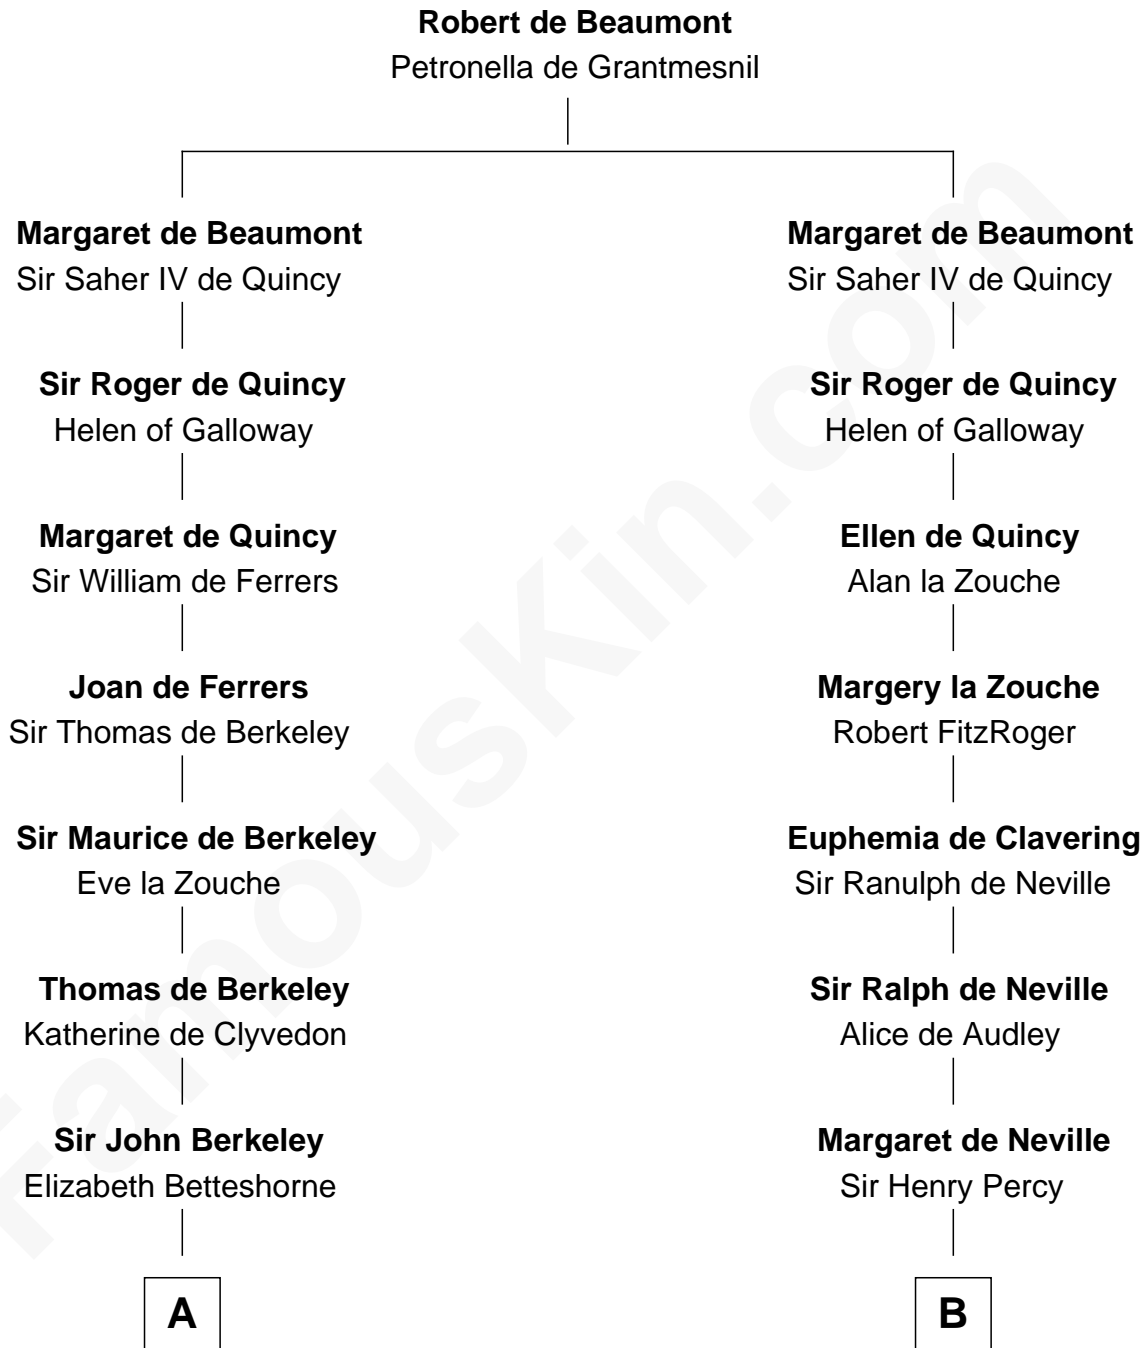 Robert de Beaumont
Petronella de Grantmesnil
Margaret de Beaumont
Sir Saher IV de Quincy
Sir Roger de Quincy
Helen of Galloway
Margaret de Quincy
Sir William de Ferrers
Joan de Ferrers
Sir Thomas de Berkeley
Sir Maurice de Berkeley
Eve la Zouche
Thomas de Berkeley
Katherine de Clyvedon
Sir John Berkeley
Elizabeth Betteshorne
A
Margaret de Beaumont
Sir Saher IV de Quincy
Sir Roger de Quincy
Helen of Galloway
Ellen de Quincy
Alan la Zouche
Margery la Zouche
Robert FitzRoger
Euphemia de Clavering
Sir Ranulph de Neville
Sir Ralph de Neville
Alice de Audley
Margaret de Neville
Sir Henry Percy
B
FamousKin.com